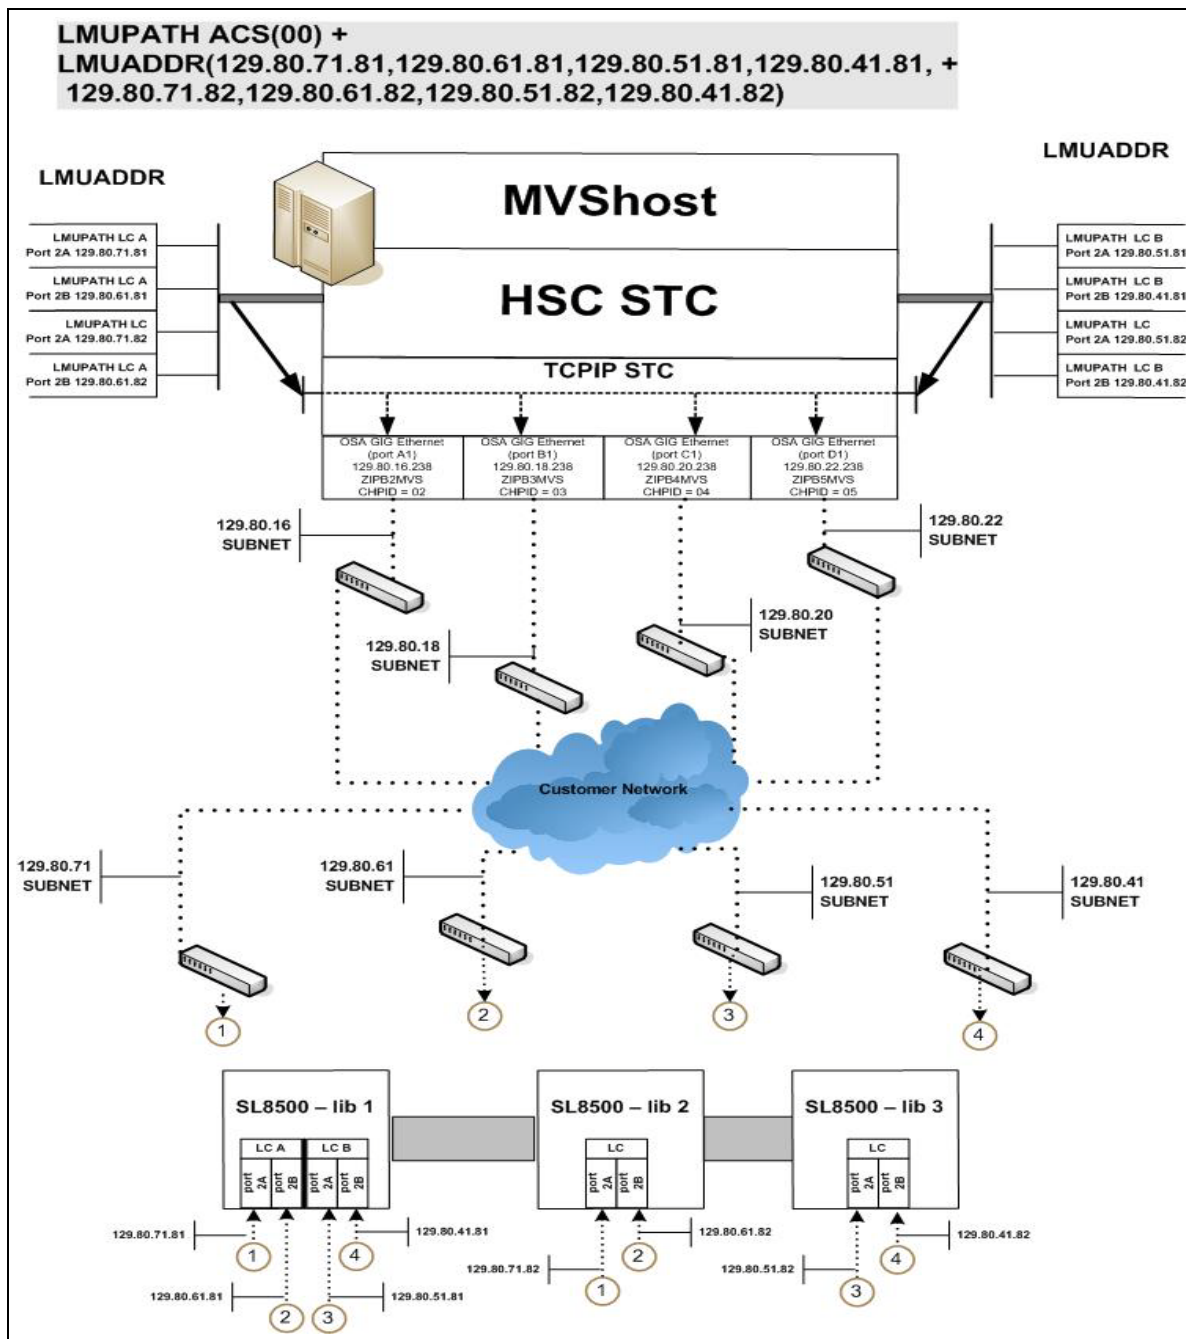 LMUPATH ACS(00) +
LMUADDR(129.80.71.81,129.80.61.81,129.80.51.81,129.80.41.81, +
129.80.71.82,129.80.61.82,129.80.51.82,129.80.41.82)
LMUADDR
LMUADDR
MVShost
HSC STC
TCPIP STC
LMUPATH LC A
Port 2A 129.80.71.81
LMUPATH LC A
Port 2B 129.80.61.81
LMUPATH LC
Port 2A 129.80.71.82
LMUPATH LC A
Port 2B 129.80.61.82
LMUPATH LC B
Port 2A 129.80.51.81
LMUPATH LC B
Port 2B 129.80.41.81
LMUPATH LC
Port 2A 129.80.51.82
LMUPATH LC B
Port 2B 129.80.41.82
OSA GIG Ethernet
(port A1)
129.80.16.238
ZIPB2MVS
CHPID = 02
OSA GIG Ethernet
(port B1)
129.80.18.238
ZIPB3MVS
CHPID = 03
OSA GIG Ethernet
(port C1)
129.80.20.238
ZIPB4MVS
CHPID = 04
OSA GIG Ethernet
(port D1)
129.80.22.238
ZIPB5MVS
CHPID = 05
129.80.16
SUBNET
129.80.22
SUBNET
129.80.18
SUBNET
129.80.20
SUBNET
Customer Network
129.80.71
SUBNET
129.80.61
SUBNET
129.80.51
SUBNET
129.80.41
SUBNET
1
2
3
4
SL8500 – lib 1
LC A
LC B
port 2A
port 2B
port 2A
port 2B
SL8500 – lib 2
LC
port 2A
port 2B
SL8500 – lib 3
LC
port 2A
port 2B
129.80.71.81
1
129.80.61.81
2
3
129.80.51.81
4
129.80.41.81
129.80.71.82
1
2
129.80.61.82
129.80.51.82
3
4
129.80.41.82